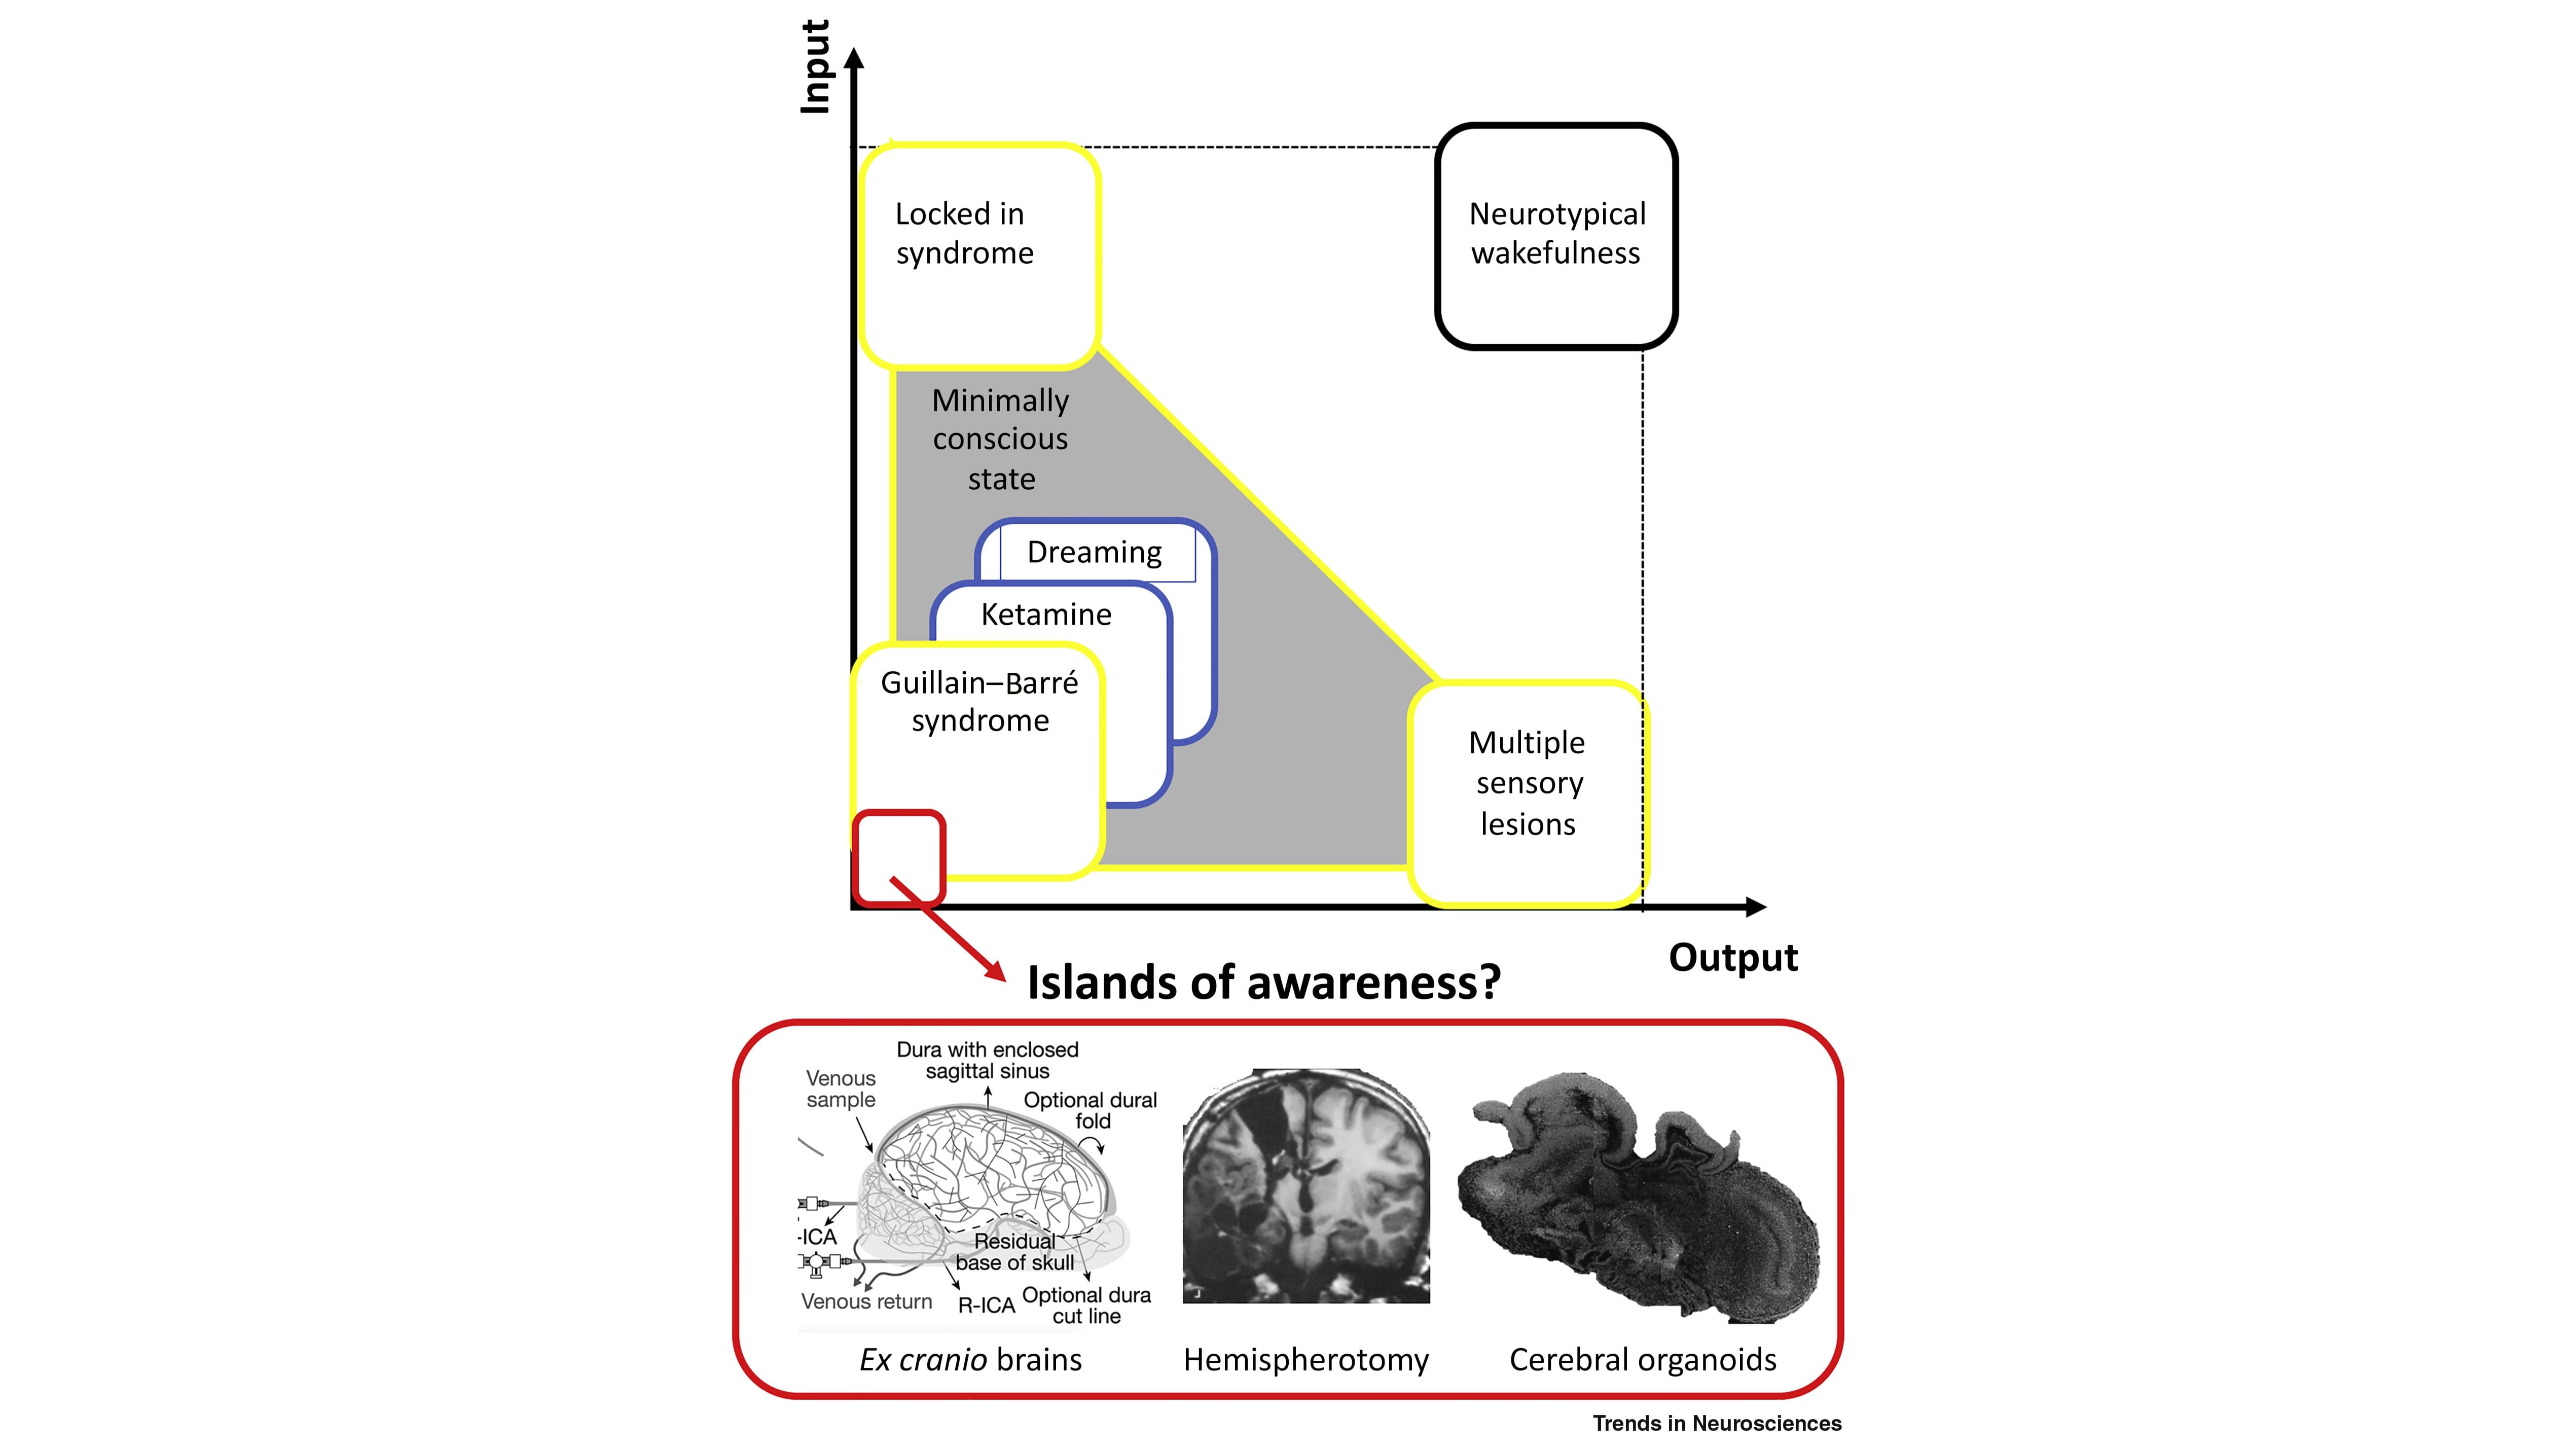 Input
Locked in
syndrome
Neurotypical
wakefulness
Minimally
conscious
state
Dreaming
Ketamine
Guillain–Barré
syndrome
Multiple
sensory
lesions
Output
Islands of awareness?
Dura with enclosed
sagittal sinus
Venous
sample
Optional dural
fold
-ICA
Residual
base of skull
Venous return
R-ICA
Optional dura
cut line
Ex cranio brains
Hemispherotomy
Cerebral organoids
Trends in Neurosciences